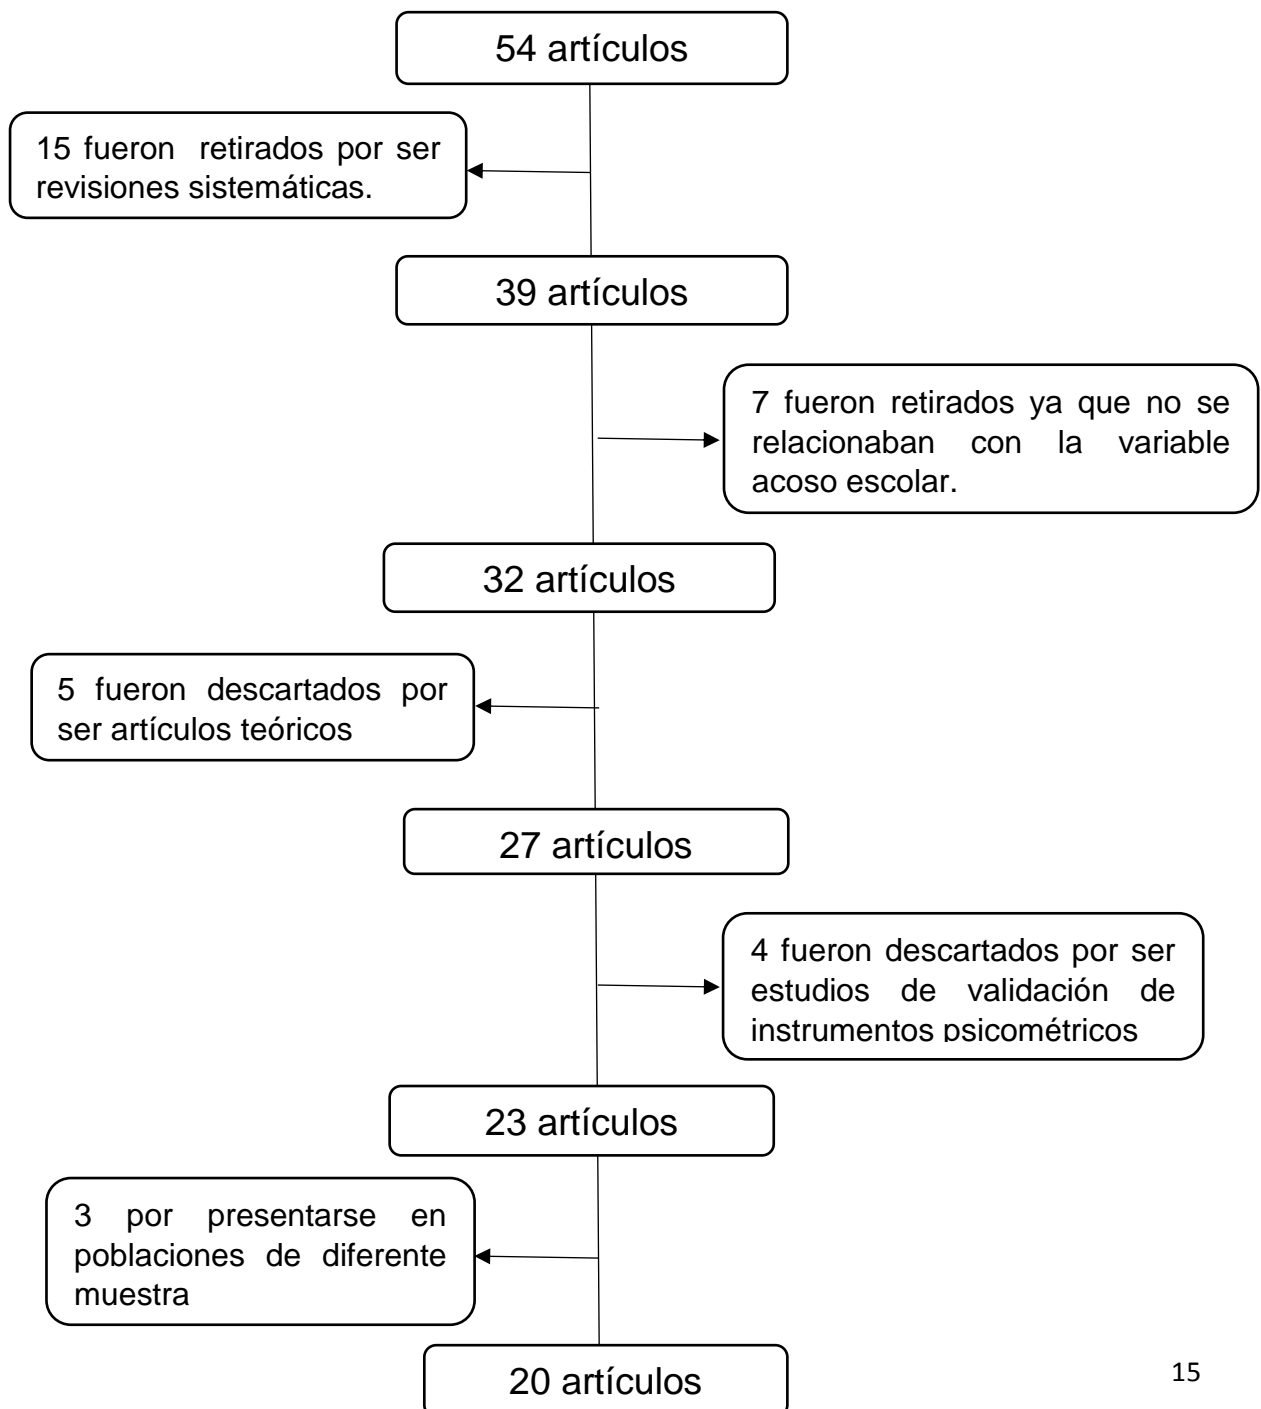 54 artículos
15 fueron retirados por ser
revisiones sistemáticas.
39 artículos
7 fueron retirados ya que no se
relacionaban con la variable
acoso escolar.
32 artículos
5 fueron descartados por
ser artículos teóricos
27 artículos
4 fueron descartados por ser
estudios de validación de
instrumentos psicométricos
23 artículos
3 por presentarse en
poblaciones de diferente
muestra
20 artículos
15